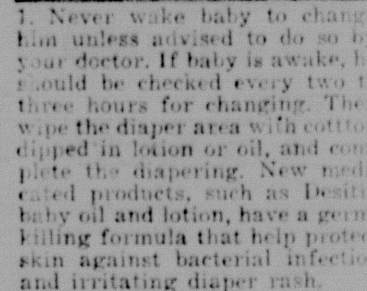 1. Never wake baby to chang
him unless advised to do so b
your doctor. If baby is awake, h
should be checked every two t
three hours for changing. The
wipe the diaper area with cottto
dipped in lotion or oil, and com
plete the diapering. New medi
cated products, such as Desiti
baby oil and lotion, have a germ
killing formula that help protec
skin against bacterial infectio
and irritating diaper rash.